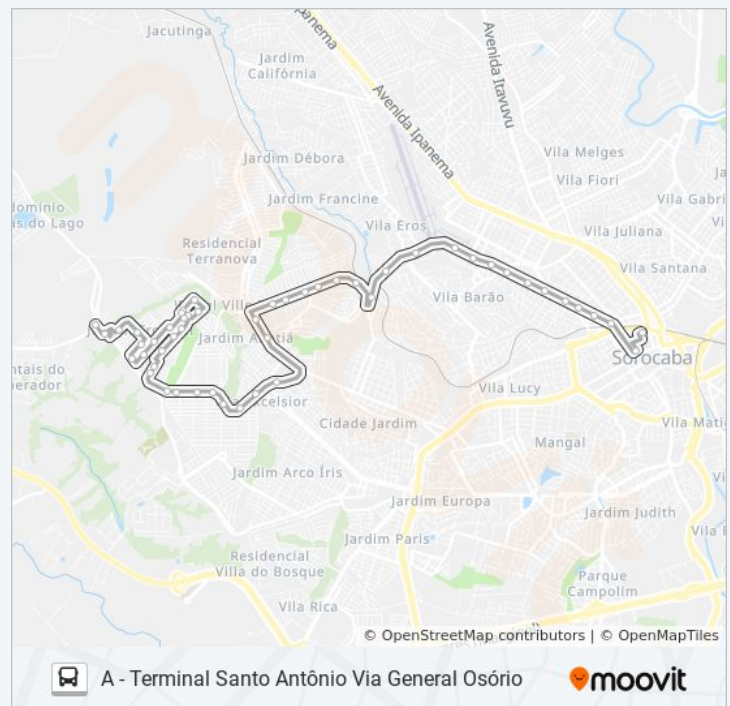 Jacutinga
Jardim
Califórnia
Ipanema
Avenida Ipanema
Avenida Itavuvu
Jardim Débora
Vila Melges
Vila Fiori
Jardim Francine
Vila Gabri
Vila Eros
Vila Juliana
Residencial
Terranova
Vila Santana
Vila Barão
Sorocaba
Vila Lucy
Excelsior
Cidade Jardim
Vila Mati
Mangal
Jardim Arco Íris
Jardim Europa
Jardim Judith
Jardim Paris
Residencial
Villa do Bosque
Parque
Campolim
Vila Rica
© OpenStreetMap contributors | © OpenMapTiles
A - Terminal Santo Antônio Via General Osório
moovit